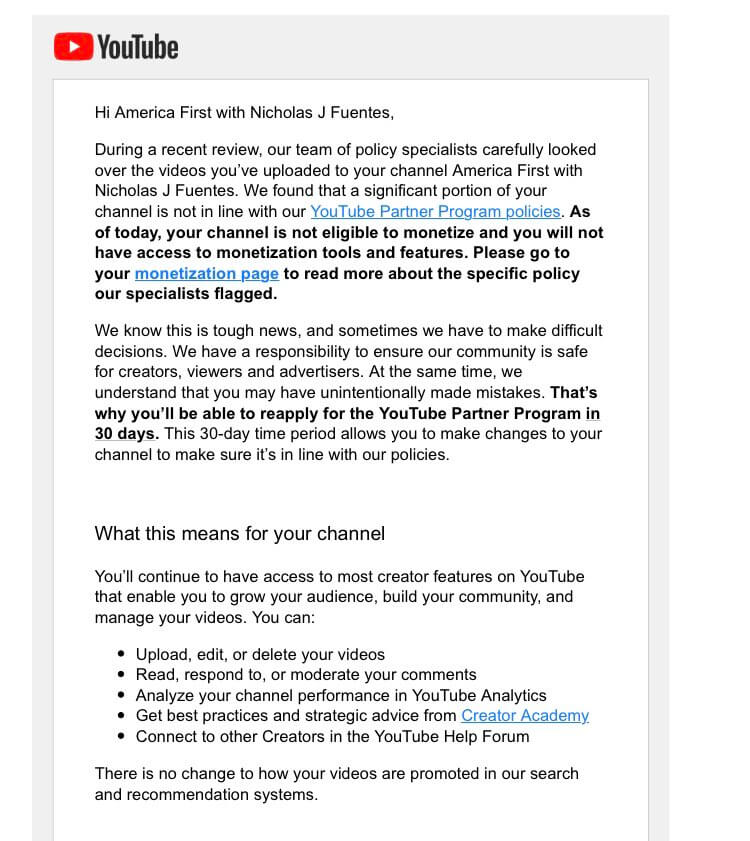 YouTube
Hi America First with Nicholas J Fuentes,
During a recent review, our team of policy specialists carefully looked
over the videos you’ve uploaded to your channel America First with
Nicholas J Fuentes. We found that a significant portion of your
channel is not in line with our YouTube Partner Program policies. As
of today, your channel is not eligible to monetize and you will not
have access to monetization tools and features. Please go to
your monetization page to read more about the specific policy
our specialists flagged.
We know this is tough news, and sometimes we have to make difficult
decisions. We have a responsibility to ensure our community is safe
for creators, viewers and advertisers. At the same time, we
understand that you may have unintentionally made mistakes. That’s
why you’ll be able to reapply for the YouTube Partner Program in
30 days. This 30-day time period allows you to make changes to your
channel to make sure it’s in line with our policies.
What this means for your channel
You’ll continue to have access to most creator features on YouTube
that enable you to grow your audience, build your community, and
manage your videos. You can:
• Upload, edit, or delete your videos
• Read, respond to, or moderate your comments
• Analyze your channel performance in YouTube Analytics
• Get best practices and strategic advice from Creator Academy
• Connect to other Creators in the YouTube Help Forum
There is no change to how your videos are promoted in our search
and recommendation systems.